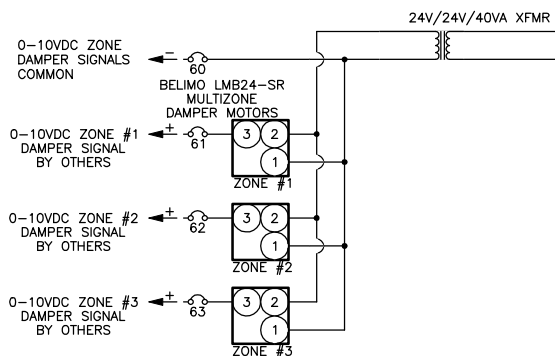 24V/24V/40VA XFMR
0-10VDC ZONE
DAMPER SIGNALS
COMMON
−
60
BELIMO LMB24-SR
MULTIZONE
DAMPER MOTORS
0-10VDC ZONE #1
DAMPER SIGNAL
BY OTHERS
+
61
3
2
1
ZONE #1
0-10VDC ZONE #2
DAMPER SIGNAL
BY OTHERS
+
62
3
2
1
ZONE #2
0-10VDC ZONE #3
DAMPER SIGNAL
BY OTHERS
+
63
3
2
1
ZONE #3